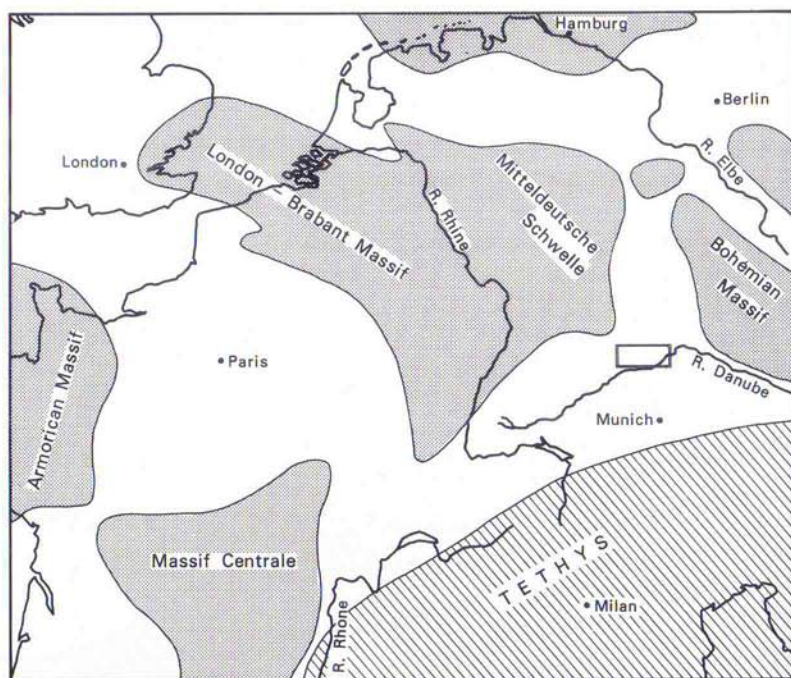 Hamburg
Berlin
London
London – Brabant Massif
R. Rhine
Mitteldeutsche
Schwelle
R. Elbe
Bohémian
Massif
Armorican Massif
Paris
R. Danube
Munich
Massif Centrale
TETHYS
Milan
R. Rhone